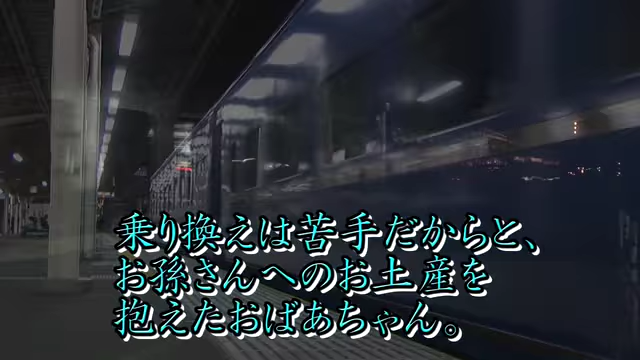 乗り換えは苦手だからと、
お孫さんへのお土産を
抱えたおばあちゃん。